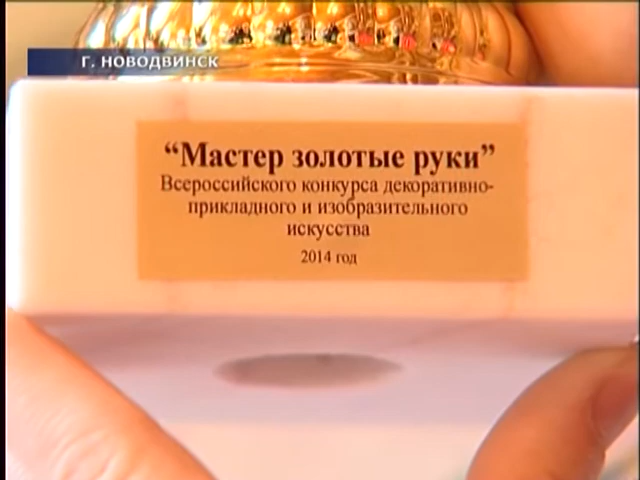 г. НОВОДВИНСК
“Мастер золотые руки”
Всероссийского конкурса декоративно-
прикладного и изобразительного
искусства
2014 год